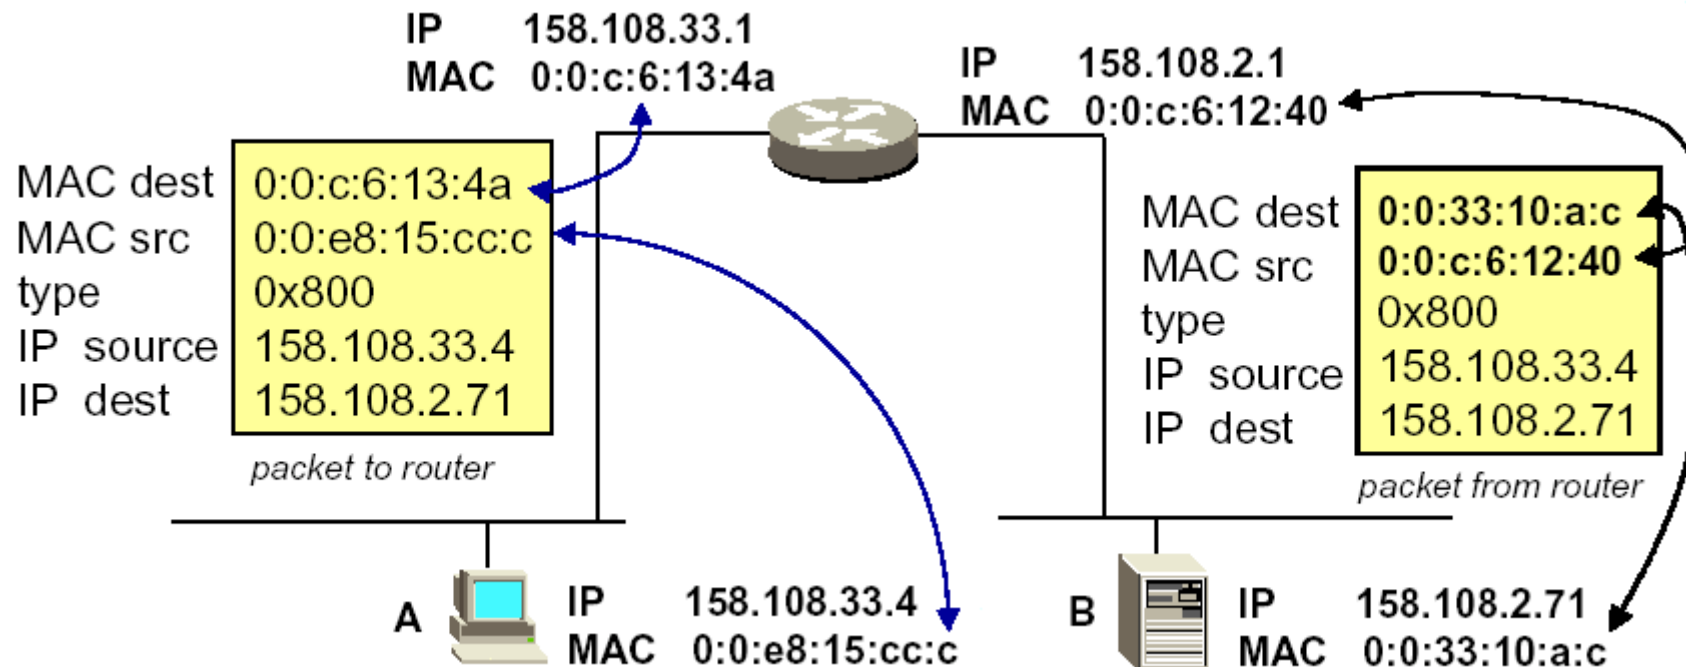 IP 158.108.33.1
MAC 0:0:c:6:13:4a
IP 158.108.2.1
MAC 0:0:c:6:12:40
MAC dest 0:0:c:6:13:4a
MAC src 0:0:e8:15:cc:c
type 0x800
IP source 158.108.33.4
IP dest 158.108.2.71
packet to router
MAC dest 0:0:33:10:a:c
MAC src 0:0:c:6:12:40
type 0x800
IP source 158.108.33.4
IP dest 158.108.2.71
packet from router
A
IP 158.108.33.4
MAC 0:0:e8:15:cc:c
B
IP 158.108.2.71
MAC 0:0:33:10:a:c